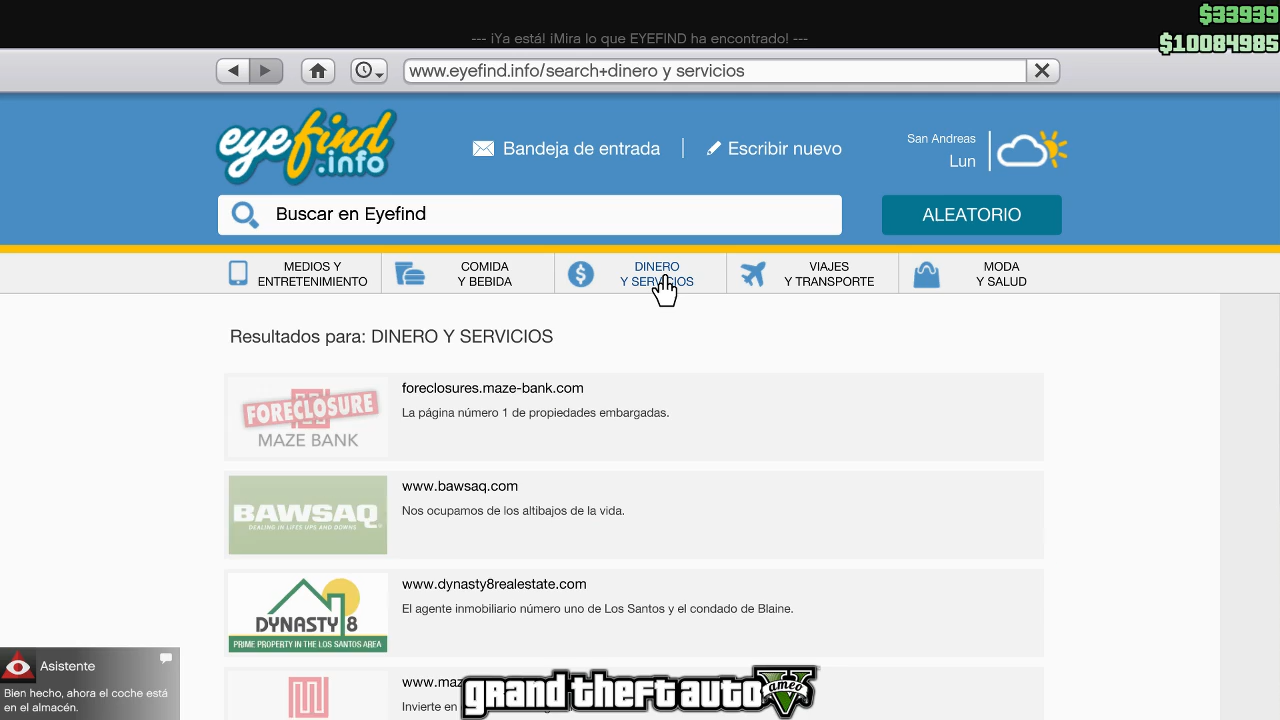 $33939
--- ¡Ya está! ¡Mira lo que EYEFIND ha encontrado! ---
$10084985
www.eyefind.info/search+dinero y servicios
eyefind
.info
Bandeja de entrada
Escribir nuevo
San Andreas
Lun
Buscar en Eyefind
ALEATORIO
MEDIOS Y
ENTRETENIMIENTO
COMIDA
Y BEBIDA
DINERO
Y SERVICIOS
VIAJES
Y TRANSPORTE
MODA
Y SALUD
Resultados para: DINERO Y SERVICIOS
FORECLOSURE
MAZE BANK
foreclosures.maze-bank.com
La página número 1 de propiedades embargadas.
BAWSAQ
DEALING IN LIFES UPS AND DOWNS
www.bawsaq.com
Nos ocupamos de los altibajos de la vida.
DYNASTY 8
PRIME PROPERTY IN THE LOS SANTOS AREA
www.dynasty8realestate.com
El agente inmobiliario número uno de Los Santos y el condado de Blaine.
Asistente
Bien hecho, ahora el coche está
en el almacén.
Invierte en
grand theft auto V